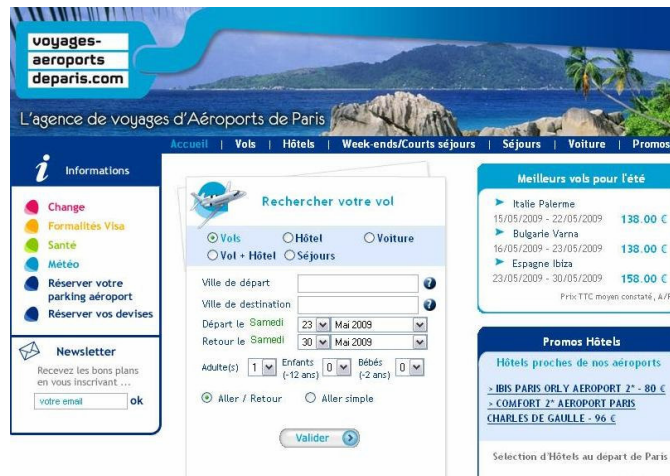 voyages-
aeroports
deparis.com
L'agence de voyages d'Aéroports de Paris
Accueil | Vols | Hôtels | Week-ends/Courts séjours | Séjours | Voiture | Promos
i Informations
Change
Formalités Visa
Santé
Météo
Réserver votre
parking aéroport
Réserver vos devises
Newsletter
Recevez les bons plans
en vous inscrivant ...
votre email ok
Rechercher votre vol
Vols Hôtel Voiture
Vol + Hôtel Séjours
Ville de départ
Ville de destination
Départ le Samedi 23 Mai 2009
Retour le Samedi 30 Mai 2009
Adulte(s) 1 Enfants (-12 ans) 0 Bébés (-2 ans) 0
Aller / Retour Aller simple
Valider
Meilleurs vols pour l'été
Italie Palerme
15/05/2009 - 22/05/2009 138.00 €
Bulgarie Varna
16/05/2009 - 23/05/2009 138.00 €
Espagne Ibiza
23/05/2009 - 30/05/2009 158.00 €
Prix TTC moyen constaté, A/R
Promos Hôtels
Hôtels proches de nos aéroports
> IBIS PARIS ORLY AEROPORT 2* - 80 €
> COMFORT 2* AEROPORT PARIS
CHARLES DE GAULLE - 96 €
Selection d'Hôtels au départ de Paris